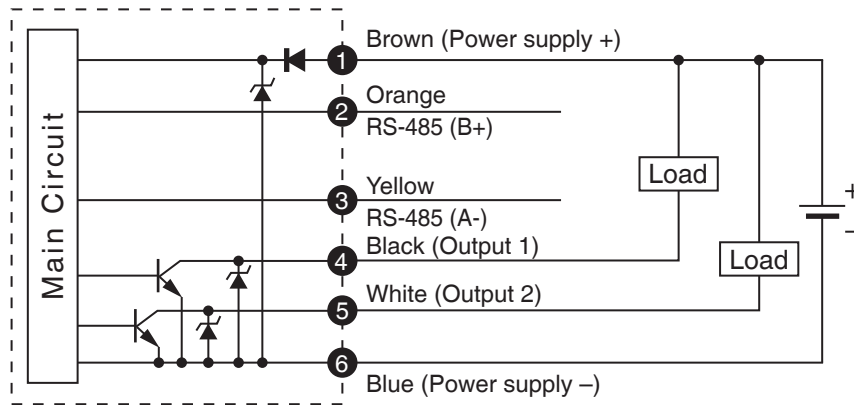 Main Circuit
1 Brown (Power supply +)
2 Orange
RS-485 (B+)
3 Yellow
RS-485 (A-)
4 Black (Output 1)
5 White (Output 2)
6
Blue (Power supply –)
Load
Load
+
–